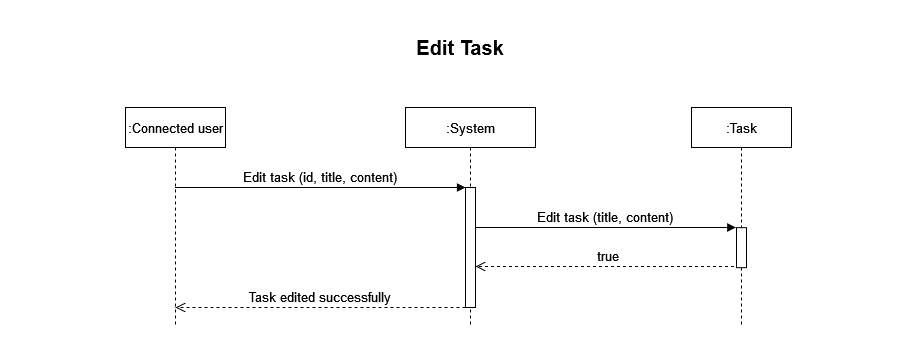 Edit Task
:Connected user
:System
:Task
Edit task (id, title, content)
Edit task (title, content)
true
Task edited successfully